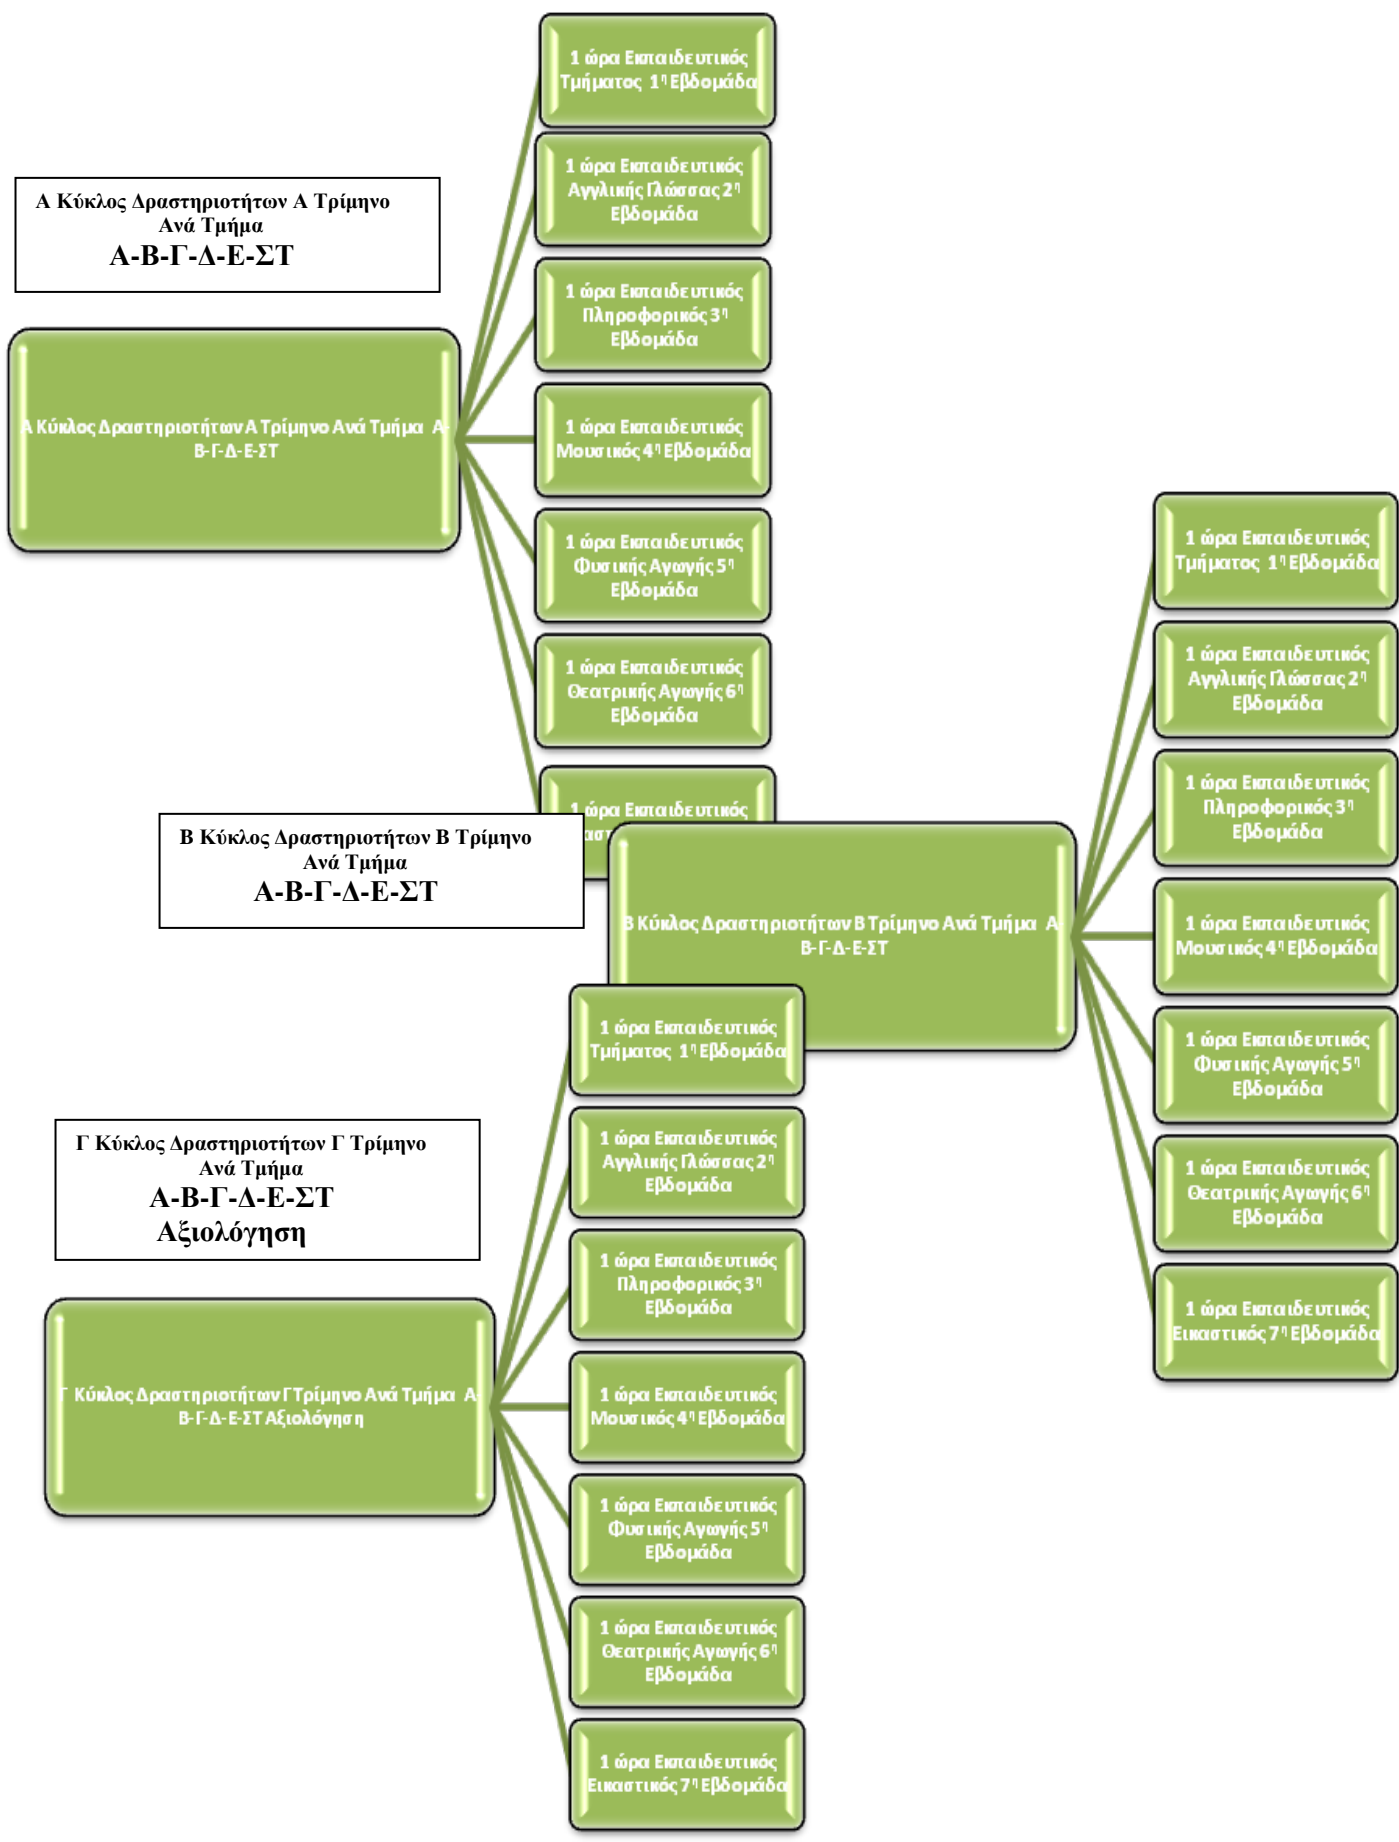 Α Κύκλος Δραστηριοτήτων Α Τρίμηνο
Ανά Τμήμα
Α-Β-Γ-Δ-Ε-ΣΤ
Α Κύκλος Δραστηριοτήτων Α Τρίμηνο Ανά Τμήμα Α-
Β-Γ-Δ-Ε-ΣΤ
1 ώρα Εκπαιδευτικός
Τμήματος 1η Εβδομάδα
1 ώρα Εκπαιδευτικός
Αγγλικής Γλώσσας 2η
Εβδομάδα
1 ώρα Εκπαιδευτικός
Πληροφορικός 3η
Εβδομάδα
1 ώρα Εκπαιδευτικός
Μουσικός 4η Εβδομάδα
1 ώρα Εκπαιδευτικός
Φυσικής Αγωγής 5η
Εβδομάδα
1 ώρα Εκπαιδευτικός
Θεατρικής Αγωγής 6η
Εβδομάδα
1 ώρα Εκπαιδευτικός
Β Κύκλος Δραστηριοτήτων Β Τρίμηνο
Ανά Τμήμα
Α-Β-Γ-Δ-Ε-ΣΤ
Β Κύκλος Δραστηριοτήτων Β Τρίμηνο Ανά Τμήμα Α-
Β-Γ-Δ-Ε-ΣΤ
1 ώρα Εκπαιδευτικός
Τμήματος 1η Εβδομάδα
1 ώρα Εκπαιδευτικός
Αγγλικής Γλώσσας 2η
Εβδομάδα
1 ώρα Εκπαιδευτικός
Πληροφορικός 3η
Εβδομάδα
1 ώρα Εκπαιδευτικός
Μουσικός 4η Εβδομάδα
1 ώρα Εκπαιδευτικός
Φυσικής Αγωγής 5η
Εβδομάδα
1 ώρα Εκπαιδευτικός
Θεατρικής Αγωγής 6η
Εβδομάδα
1 ώρα Εκπαιδευτικός
Εικαστικός 7η Εβδομάδα
Γ Κύκλος Δραστηριοτήτων Γ Τρίμηνο
Ανά Τμήμα
Α-Β-Γ-Δ-Ε-ΣΤ
Αξιολόγηση
Γ Κύκλος Δραστηριοτήτων Γ Τρίμηνο Ανά Τμήμα Α-
Β-Γ-Δ-Ε-ΣΤ Αξιολόγηση
1 ώρα Εκπαιδευτικός
Τμήματος 1η Εβδομάδα
1 ώρα Εκπαιδευτικός
Αγγλικής Γλώσσας 2η
Εβδομάδα
1 ώρα Εκπαιδευτικός
Πληροφορικός 3η
Εβδομάδα
1 ώρα Εκπαιδευτικός
Μουσικός 4η Εβδομάδα
1 ώρα Εκπαιδευτικός
Φυσικής Αγωγής 5η
Εβδομάδα
1 ώρα Εκπαιδευτικός
Θεατρικής Αγωγής 6η
Εβδομάδα
1 ώρα Εκπαιδευτικός
Εικαστικός 7η Εβδομάδα